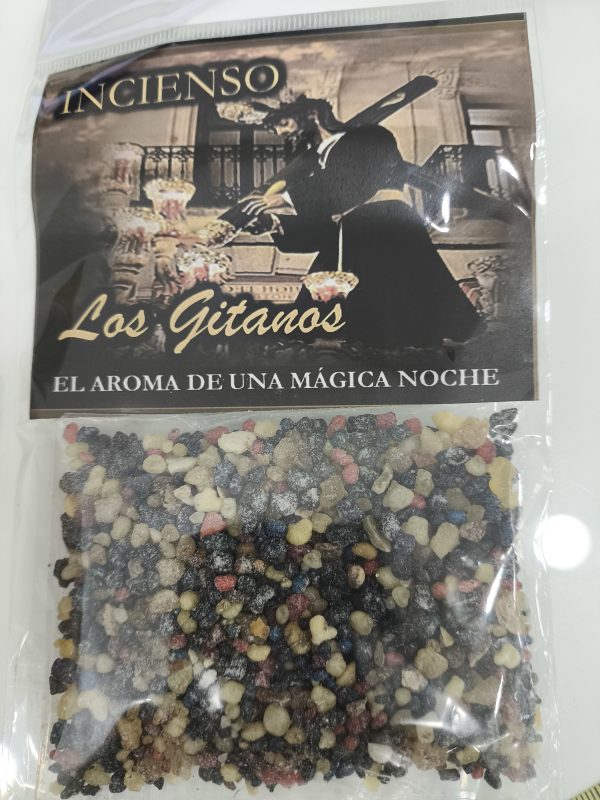 INCIENSO
Los Gitanos
EL AROMA DE UNA MÁGICA NOCHE